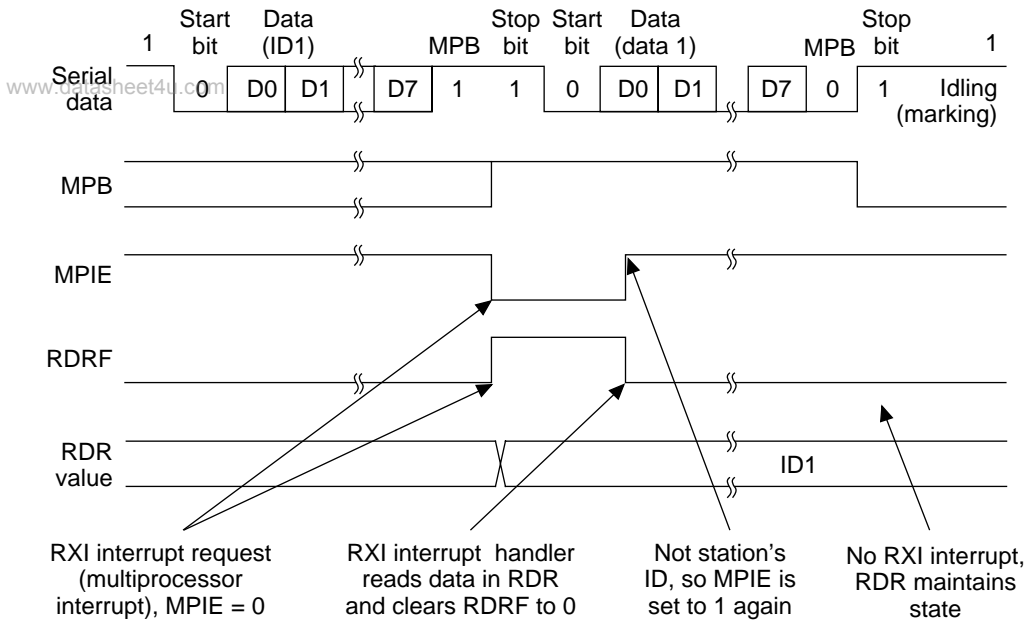 Start Data Stop Start Data Stop
1 bit (ID1) MPB bit bit (data 1) MPB bit 1
Serial data
www.datasheet4u.com
0 D0 D1 D7 1 1 0 D0 D1 D7 0 1 Idling
(marking)
MPB
MPIE
RDRF
RDR
value
ID1
RXI interrupt request
(multiprocessor
interrupt), MPIE = 0
RXI interrupt handler
reads data in RDR
and clears RDRF to 0
Not station's
ID, so MPIE is
set to 1 again
No RXI interrupt,
RDR maintains
state